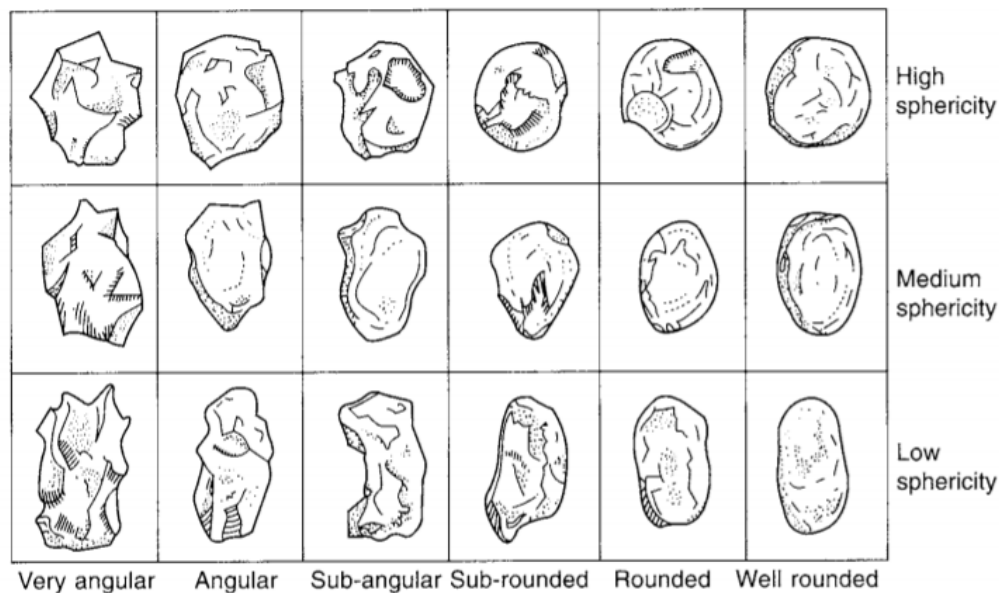 High
sphericity
Medium
sphericity
Low
sphericity
Very angular Angular Sub-angular Sub-rounded Rounded Well rounded